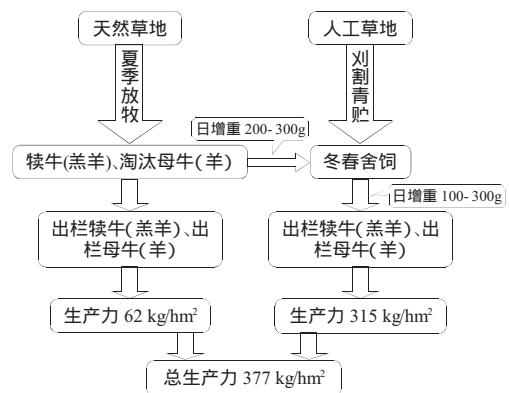 天然草地
人工草地
夏季放牧
刈割青贮
日增重 200-300g
犊牛(羔羊)、淘汰母牛(羊)
冬春舍饲
日增重 100-300g
出栏犊牛(羔羊)、出
栏母牛(羊)
出栏犊牛(羔羊)、出
栏母牛(羊)
生产力 62 kg/hm²
生产力 315 kg/hm²
总生产力 377 kg/hm²